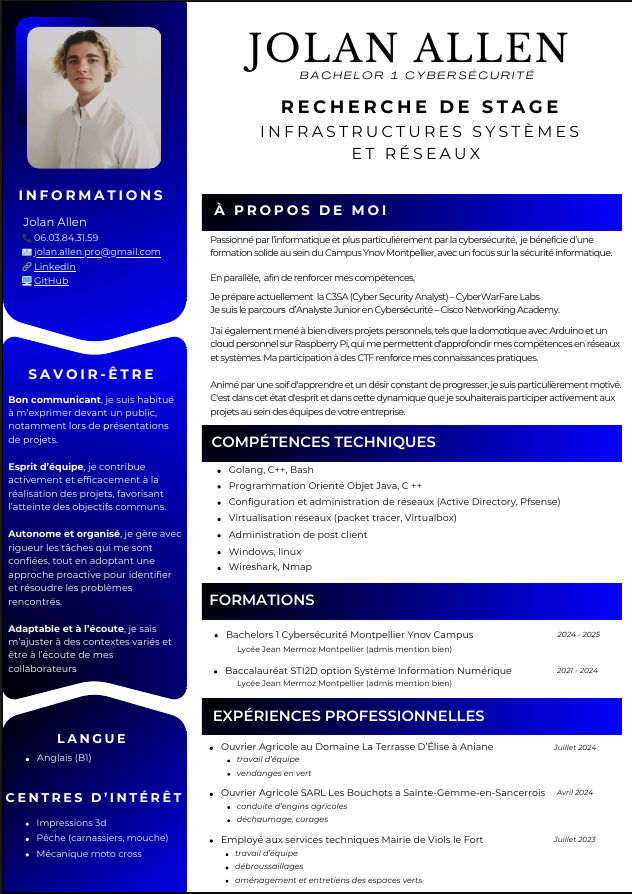 JOLAN ALLEN
BACHELOR 1 CYBERSÉCURITÉ
RECHERCHE DE STAGE
INFRASTRUCTURES SYSTÈMES
ET RÉSEAUX
INFORMATIONS
Jolan Allen
06.03.84.31.59
jolan.allen.pro@gmail.com
LinkedIn
GitHub
SAVOIR-ÊTRE
Bon communicant, je suis habitué
à m'exprimer devant un public,
notamment lors de présentations
de projets.
Esprit d'équipe, je contribue
activement et efficacement à la
réalisation des projets, favorisant
l'atteinte des objectifs communs.
Autonome et organisé, je gère avec
rigueur les tâches qui me sont
confiées, tout en adoptant une
approche proactive pour identifier
et résoudre les problèmes
rencontrés.
Adaptable et à l'écoute, je sais
m'ajuster à des contextes variés et
être à l'écoute de mes
collaborateurs
LANGUE
• Anglais (B1)
CENTRES D'INTÉRÊT
• Impressions 3d
• Pêche (carnassiers, mouche)
• Mécanique moto cross
À PROPOS DE MOI
Passionné par l'informatique et plus particulièrement par la cybersécurité, je bénéficie d'une
formation solide au sein du Campus Ynov Montpellier, avec un focus sur la sécurité informatique.
En parallèle, afin de renforcer mes compétences,
Je prépare actuellement la C3SA (Cyber Security Analyst) – CyberWarFare Labs
Je suis le parcours d'Analyste Junior en Cybersécurité – Cisco Networking Academy.
J'ai également mené à bien divers projets personnels, tels que la domotique avec Arduino et un
cloud personnel sur Raspberry Pi, qui me permettent d'approfondir mes compétences en réseaux
et systèmes. Ma participation à des CTF renforce mes connaissances pratiques.
Animé par une soif d'apprendre et un désir constant de progresser, je suis particulièrement motivé.
C'est dans cet état d'esprit et dans cette dynamique que je souhaiterais participer activement aux
projets au sein des équipes de votre entreprise.
COMPÉTENCES TECHNIQUES
• Golang, C++, Bash
• Programmation Orienté Objet Java, C ++
• Configuration et administration de réseaux (Active Directory, Pfsense)
• Virtualisation réseaux (packet tracer, Virtualbox)
• Administration de post client
• Windows, linux
• Wireshark, Nmap
FORMATIONS
• Bachelors 1 Cybersécurité Montpellier Ynov Campus 2024 - 2025
Lycée Jean Mermoz Montpellier (admis mention bien)
• Baccalauréat STI2D option Système Information Numérique 2021 - 2024
Lycée Jean Mermoz Montpellier (admis mention bien)
EXPÉRIENCES PROFESSIONNELLES
• Ouvrier Agricole au Domaine La Terrasse D'Élise à Aniane Juillet 2024
• travail d'équipe
• vendanges en vert
• Ouvrier Agricole SARL Les Bouchots a Sainte-Gemme-en-Sancerrois Avril 2024
• conduite d'engins agricoles
• déchaumage, curages
• Employé aux services techniques Mairie de Viols le Fort Juillet 2023
• travail d'équipe
• débroussaillages
• aménagement et entretiens des espaces verts